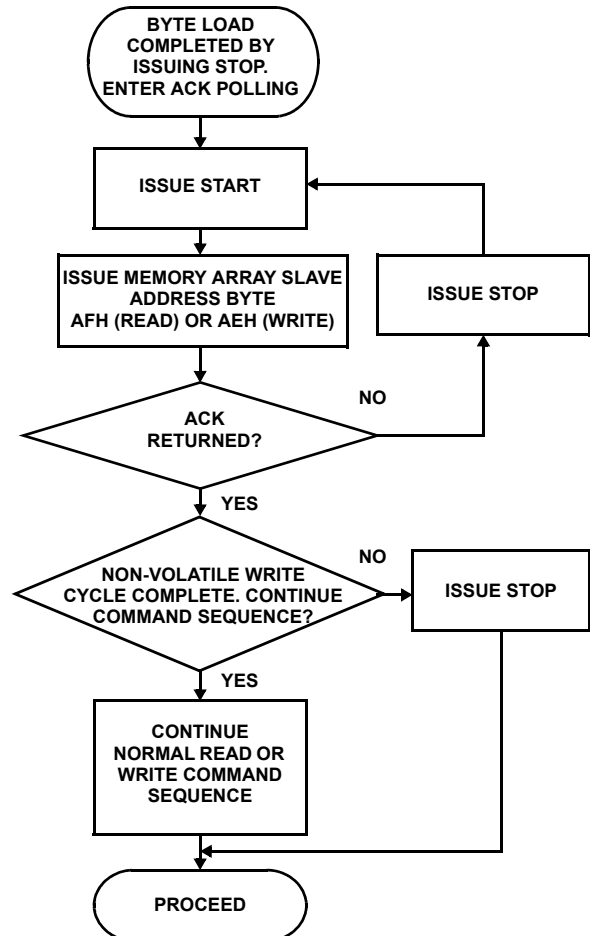 BYTE LOAD
COMPLETED BY
ISSUING STOP.
ENTER ACK POLLING
ISSUE START
ISSUE MEMORY ARRAY SLAVE
ADDRESS BYTE
AFH (READ) OR AEH (WRITE)
ISSUE STOP
ACK
RETURNED?
NO
YES
NON-VOLATILE WRITE
CYCLE COMPLETE. CONTINUE
COMMAND SEQUENCE?
NO
ISSUE STOP
YES
CONTINUE
NORMAL READ OR
WRITE COMMAND
SEQUENCE
PROCEED